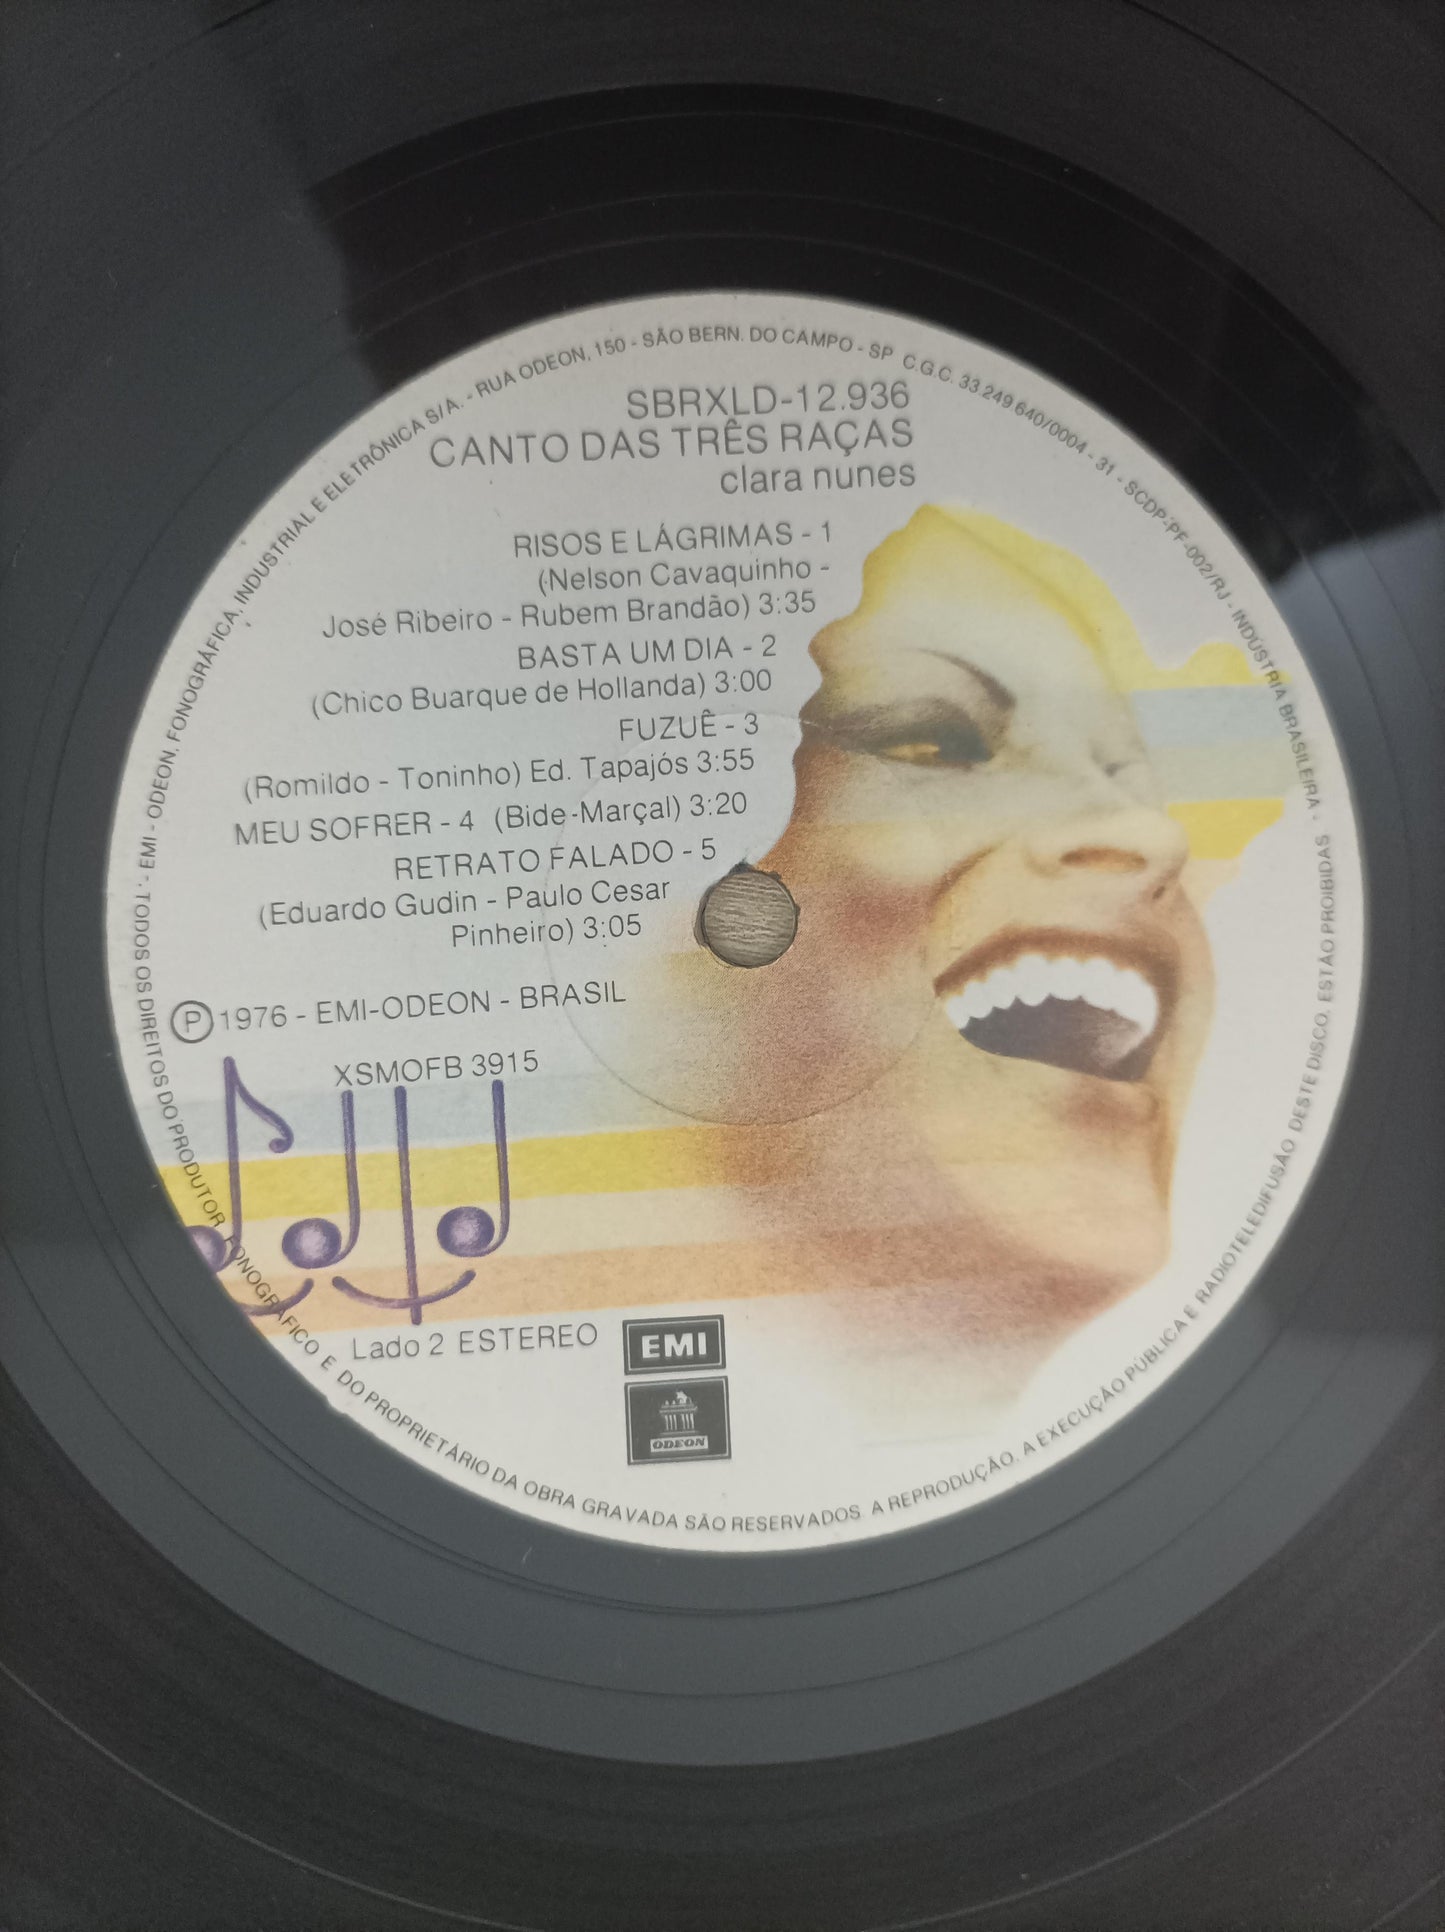 SBRXLD-12.936
CANTO DAS TRÊS RAÇAS
clara nunes
RISOS E LÁGRIMAS - 1
(Nelson Cavaquinho -
José Ribeiro - Rubem Brandão) 3:35
BASTA UM DIA - 2
(Chico Buarque de Hollanda) 3:00
FUZUÊ - 3
(Romildo - Toninho) Ed. Tapajós 3:55
MEU SOFRER - 4 (Bide-Marçal) 3:20
RETRATO FALADO - 5
(Eduardo Gudin - Paulo Cesar
Pinheiro) 3:05
Ⓟ 1976 - EMI-ODEON - BRASIL
XSMOFB 3915
Lado 2 ESTEREO
EMI
ODEON
EMI - ODEON, FONOGRÁFICA, INDUSTRIAL E ELETRÔNICA S/A. - RUA ODEON, 150 - SÃO BERN. DO CAMPO - SP C.G.C. 33.249.640/0004 - 31 - SCDP-PF-002/RJ - INDÚSTRIA BRASILEIRA -
TODOS OS DIREITOS DO PRODUTOR FONOGRÁFICO E DO PROPRIETÁRIO DA OBRA GRAVADA SÃO RESERVADOS. A REPRODUÇÃO, A EXECUÇÃO PÚBLICA E RADIOTELEDIFUSÃO DESTE DISCO, ESTÃO PROIBIDAS